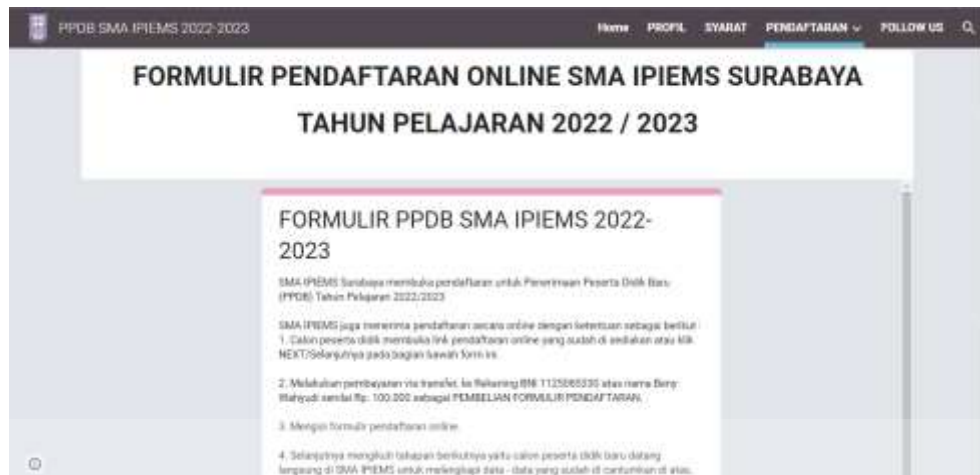 PPDB SMA IPIEMS 2022-2023
Home PROFIL SYARAT PENDAFTARAN FOLLOW US
FORMULIR PENDAFTARAN ONLINE SMA IPIEMS SURABAYA
TAHUN PELAJARAN 2022 / 2023
FORMULIR PPDB SMA IPIEMS 2022-
2023
SMA IPIEMS Surabaya membuka pendaftaran untuk Penerimaan Peserta Didik Baru
(PPDB) Tahun Pelajaran 2022/2023
SMA IPIEMS juga menerima pendaftaran secara online dengan ketentuan sebagai berikut
1. Calon peserta didik membuka link pendaftaran online yang sudah di sediakan atau klik
NEXT/Selanjutnya pada bagian bawah form ini.
2. Melakukan pembayaran via transfer, ke Rekening BNI atas nama Beny
Wahyudi senilai Rp. 100.000 sebagai PEMBELIAN FORMULIR PENDAFTARAN.
3. Mengisi formulir pendaftaran online
4. Selanjutnya mengikuti tahapan berikutnya yaitu calon peserta didik baru datang
langsung di SMA IPIEMS untuk melengkapi data - data yang sudah di cantumkan di atas,